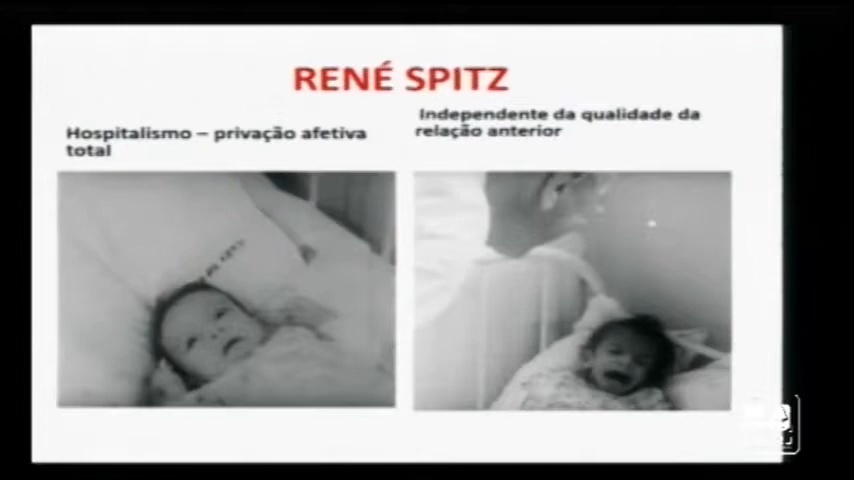 RENÉ SPITZ
Hospitalismo – privação afetiva
total
Independente da qualidade da
relação anterior